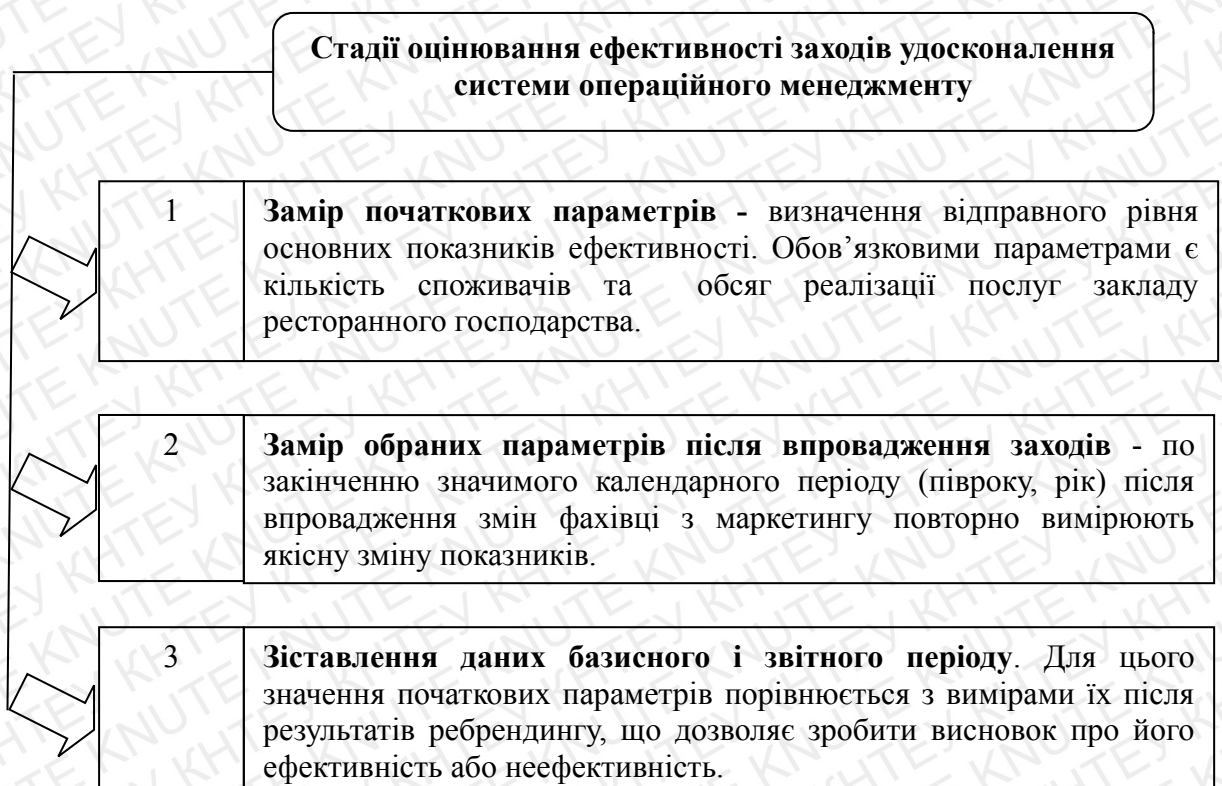 Стадії оцінювання ефективності заходів удосконалення
системи операційного менеджменту
1
Замір початкових параметрів - визначення відправного рівня
основних показників ефективності. Обов’язковими параметрами є
кількість споживачів та обсяг реалізації послуг закладу
ресторанного господарства.
2
Замір обраних параметрів після впровадження заходів - по
закінченню значимого календарного періоду (півроку, рік) після
впровадження змін фахівці з маркетингу повторно вимірюють
якісну зміну показників.
3
Зіставлення даних базисного і звітного періоду. Для цього
значення початкових параметрів порівнюється з вимірами їх після
результатів ребрендингу, що дозволяє зробити висновок про його
ефективність або неефективність.